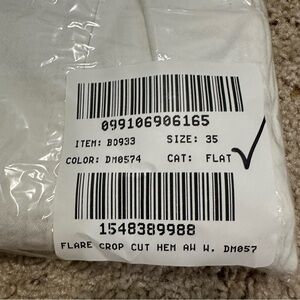 099106906165
ITEM: BD933 SIZE: 35
COLOR: DM0574 CAT: FLAT
1548389988
FLARE CROP CUT HEM AW W. DM057